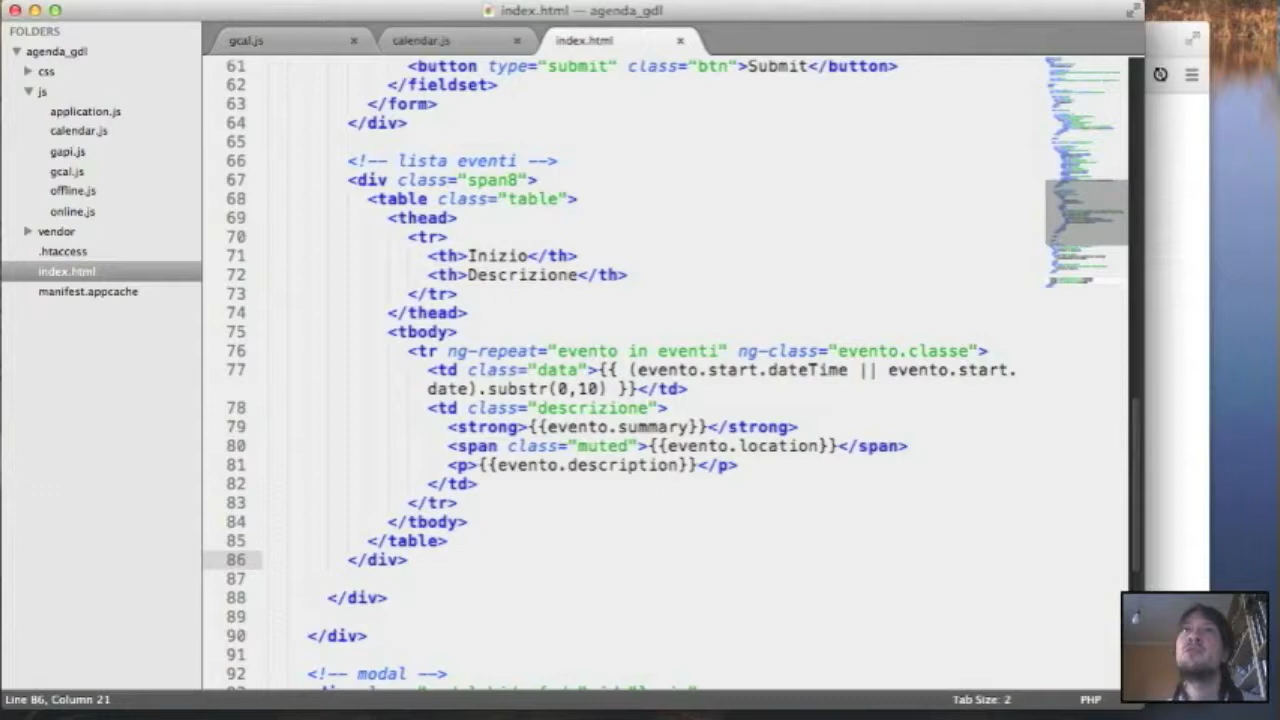 index.html — agenda_gdl
FOLDERS
agenda_gdl
css
js
application.js
calendar.js
gapi.js
gcal.js
offline.js
online.js
vendor
.htaccess
index.html
manifest.appcache
gcal.js
calendar.js
index.html
61 <button type="submit" class="btn">Submit</button>
62 </fieldset>
63 </form>
64 </div>
65
66 <!-- lista eventi -->
67 <div class="span8">
68 <table class="table">
69 <thead>
70 <tr>
71 <th>Inizio</th>
72 <th>Descrizione</th>
73 </tr>
74 </thead>
75 <tbody>
76 <tr ng-repeat="evento in eventi" ng-class="evento.classe">
77 <td class="data">{{ (evento.start.dateTime || evento.start.
date).substr(0,10) }}</td>
78 <td class="descrizione">
79 <strong>{{evento.summary}}</strong>
80 <span class="muted">{{evento.location}}</span>
81 <p>{{evento.description}}</p>
82 </td>
83 </tr>
84 </tbody>
85 </table>
86 </div>
87
88 </div>
89
90 </div>
91
92 <!-- modal -->
Line 86, Column 21
Tab Size: 2
PHP